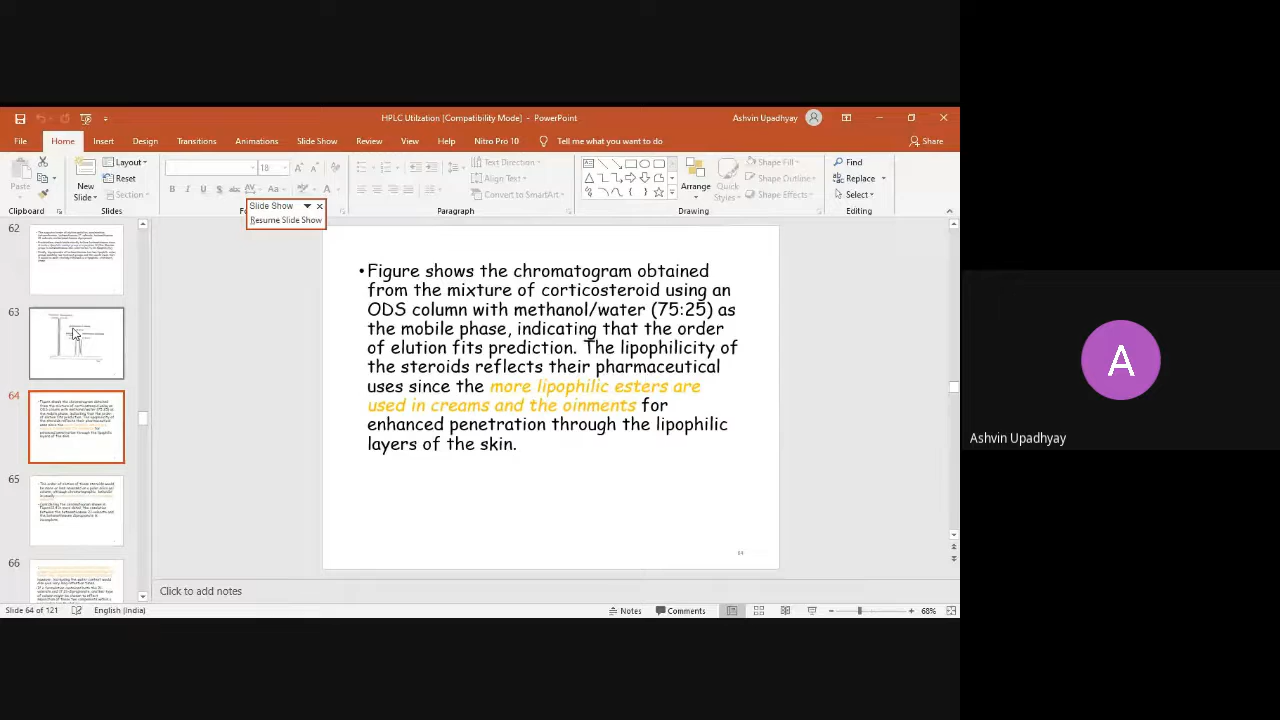 HPLC Utilzation [Compatibility Mode] - PowerPoint
Ashvin Upadhyay
File Home Insert Design Transitions Animations Slide Show Review View Help Nitro Pro 10 Tell me what you want to do Share
Paste
New Slide
Layout
Reset
Section
18
Text Direction
Align Text
Convert to SmartArt
Arrange
Quick Styles
Shape Fill
Shape Outline
Shape Effects
Find
Replace
Select
Clipboard Slides Paragraph Drawing Editing
Slide Show
Resume Slide Show
62
63
64
65
66
• Figure shows the chromatogram obtained
from the mixture of corticosteroid using an
ODS column with methanol/water (75:25) as
the mobile phase, indicating that the order
of elution fits prediction. The lipophilicity of
the steroids reflects their pharmaceutical
uses since the more lipophilic esters are
used in creams and the oinments for
enhanced penetration through the lipophilic
layers of the skin.
64
Click to add notes
Slide 64 of 121 English (India) Notes Comments 68%
A
Ashvin Upadhyay